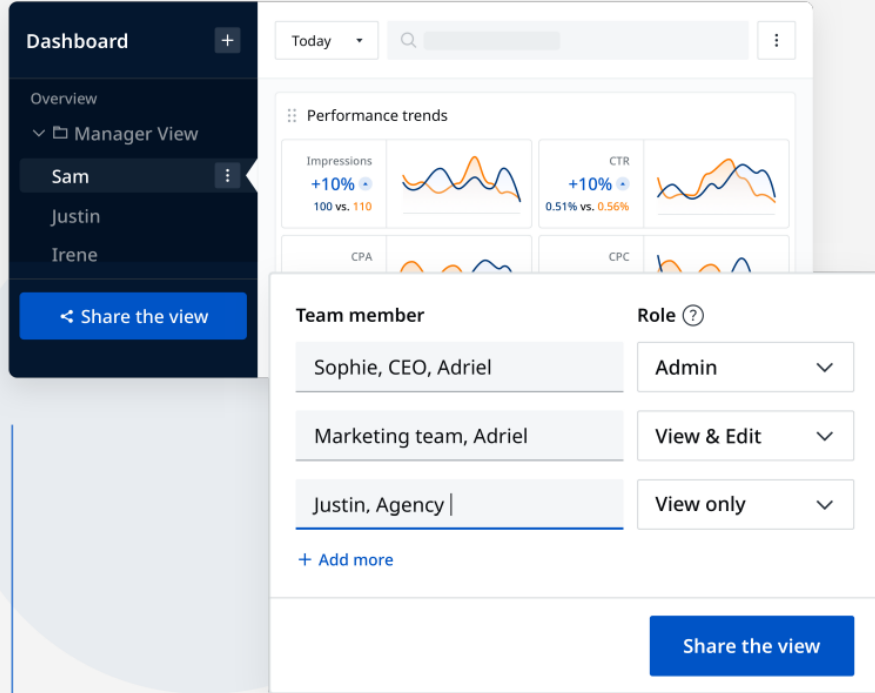 Dashboard
+
Today
Overview
Manager View
Sam
Justin
Irene
Share the view
Performance trends
Impressions
+10%
100 vs. 110
CTR
+10%
0.51% vs. 0.56%
CPA
CPC
Team member
Role ?
Sophie, CEO, Adriel
Admin
Marketing team, Adriel
View & Edit
Justin, Agency
View only
+ Add more
Share the view